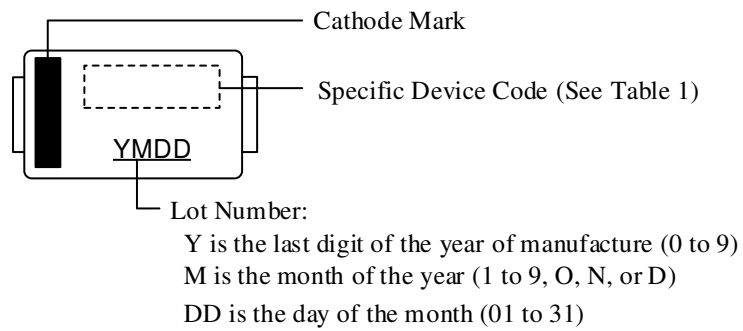 Cathode Mark
Specific Device Code (See Table 1)
YMDD
Lot Number:
Y is the last digit of the year of manufacture (0 to 9)
M is the month of the year (1 to 9, O, N, or D)
DD is the day of the month (01 to 31)